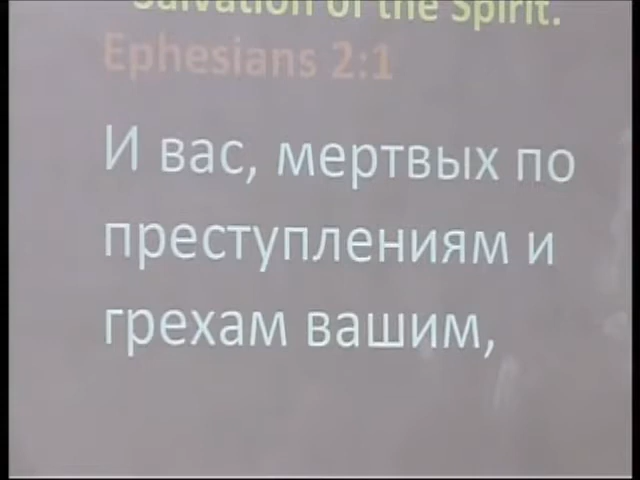 Salvation of the Spirit.
Ephesians 2:1
И вас, мертвых по
преступлениям и
грехам вашим,